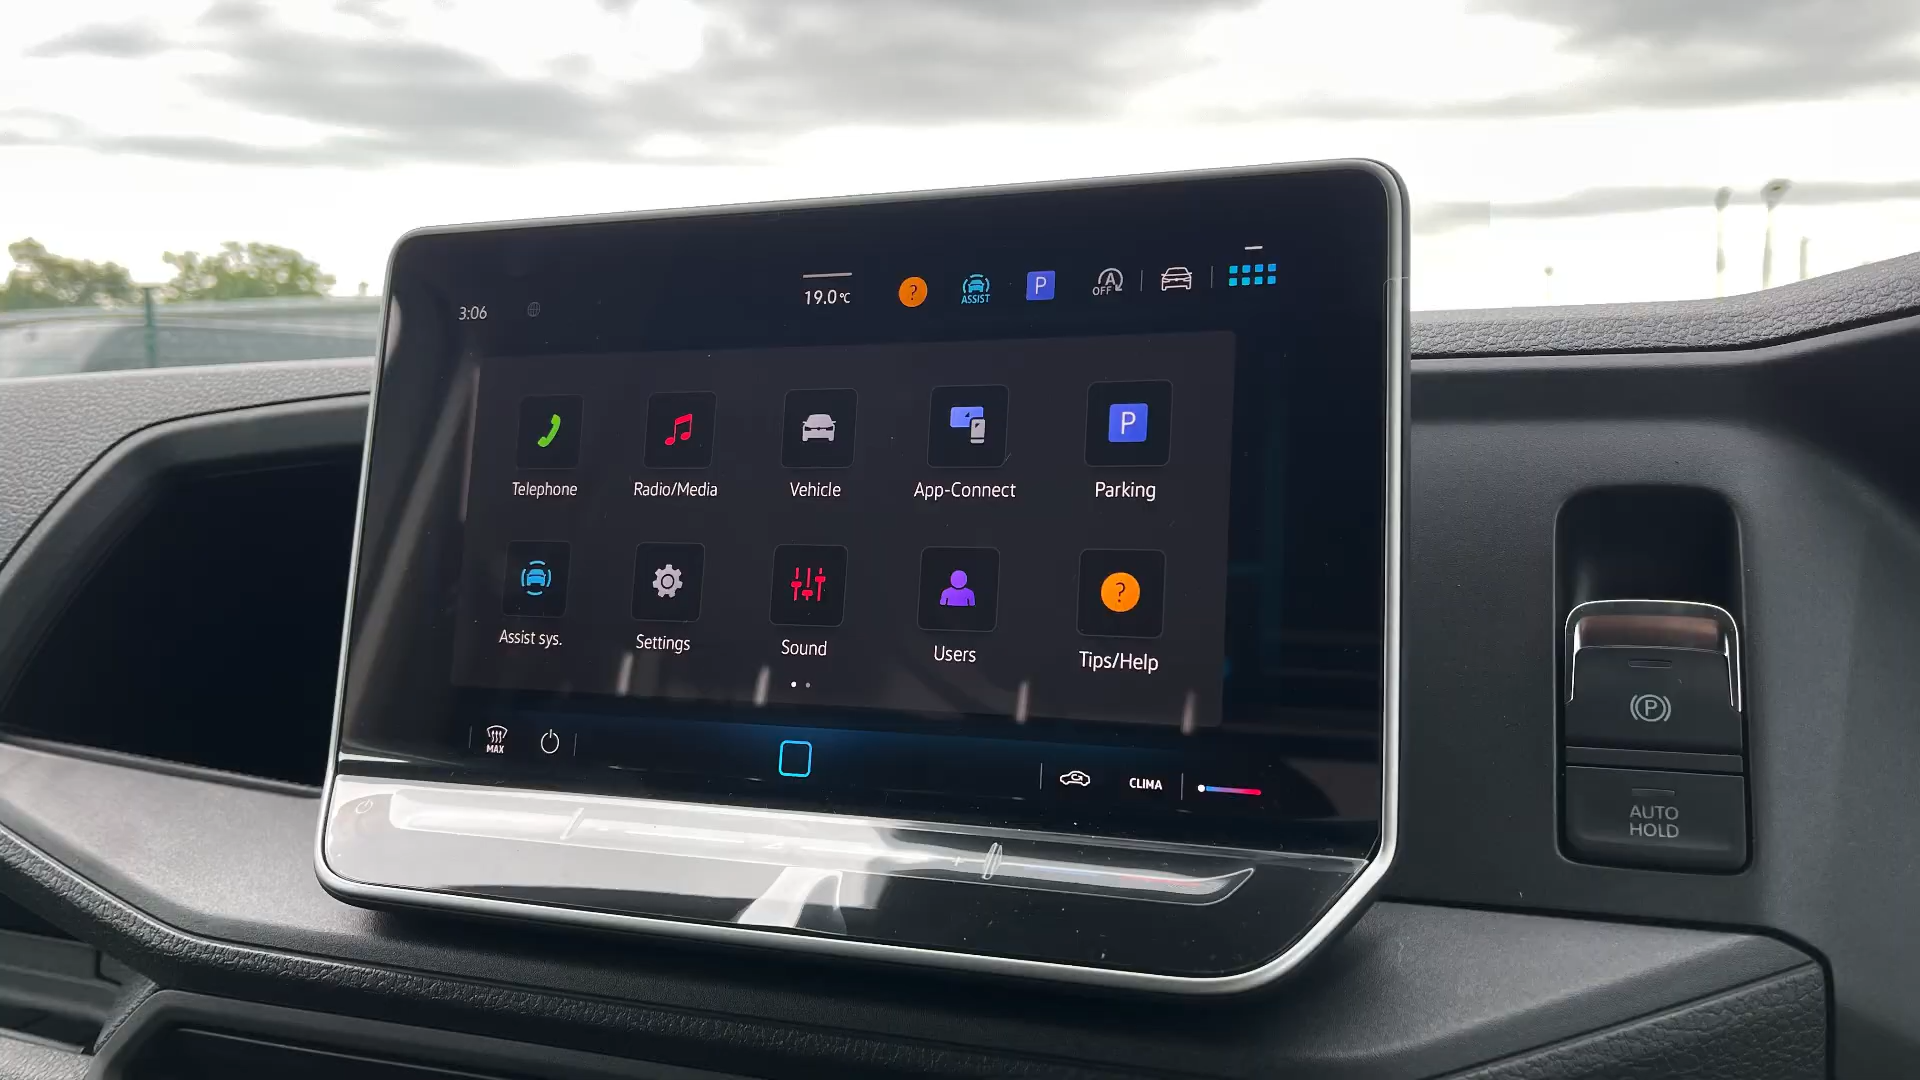 3:06
19.0°C
?
ASSIST
P
A
OFF
Telephone
Radio/Media
Vehicle
App-Connect
Parking
P
Assist sys.
Settings
Sound
Users
Tips/Help
?
MAX
CLIMA
P
AUTO
HOLD